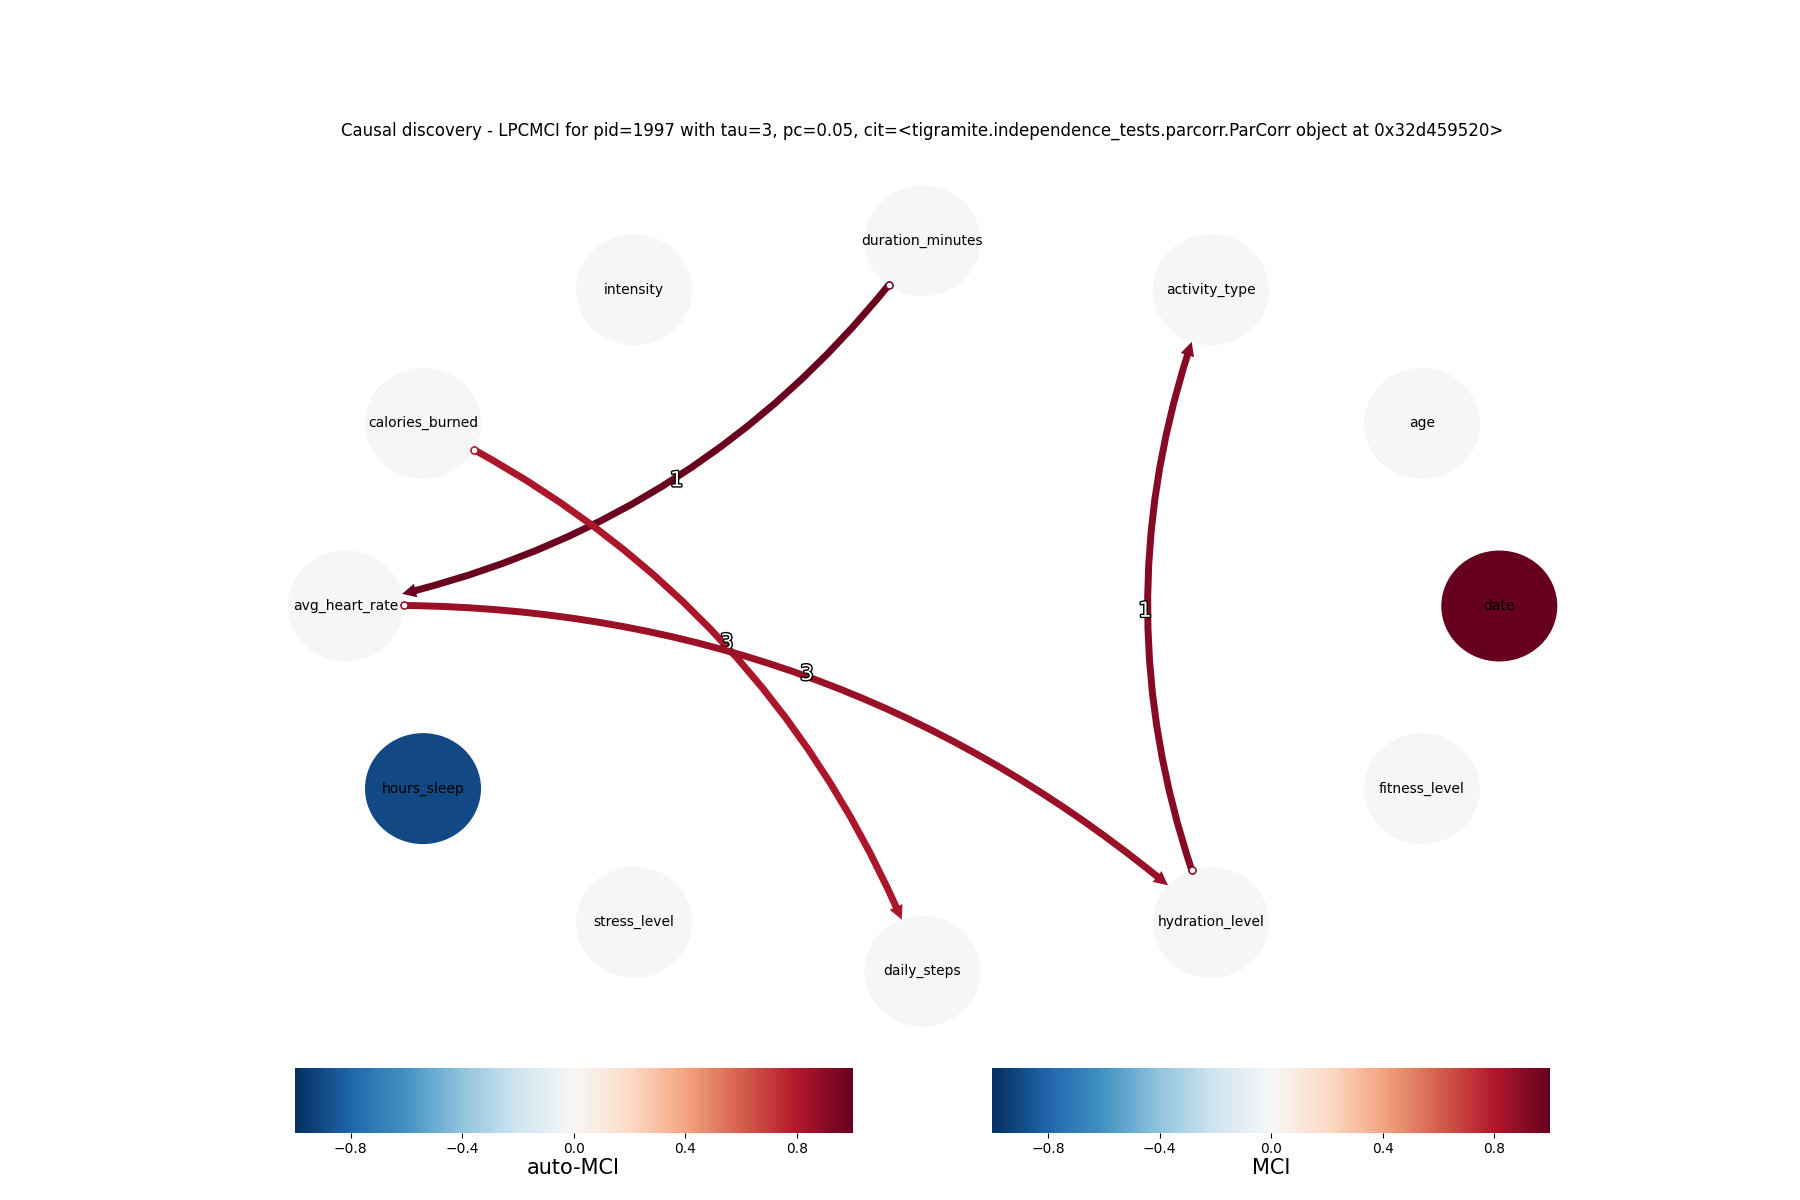 Causal discovery - LPCMCI for pid=1997 with tau=3, pc=0.05, cit=<tigramite.independence_tests.parcorr.ParCorr object at 0x32d459520>
duration_minutes
intensity
activity_type
calories_burned
age
1
avg_heart_rate
date
1
3
3
hours_sleep
fitness_level
stress_level
hydration_level
daily_steps
−0.8 −0.4 0.0 0.4 0.8
auto-MCI
−0.8 −0.4 0.0 0.4 0.8
MCI